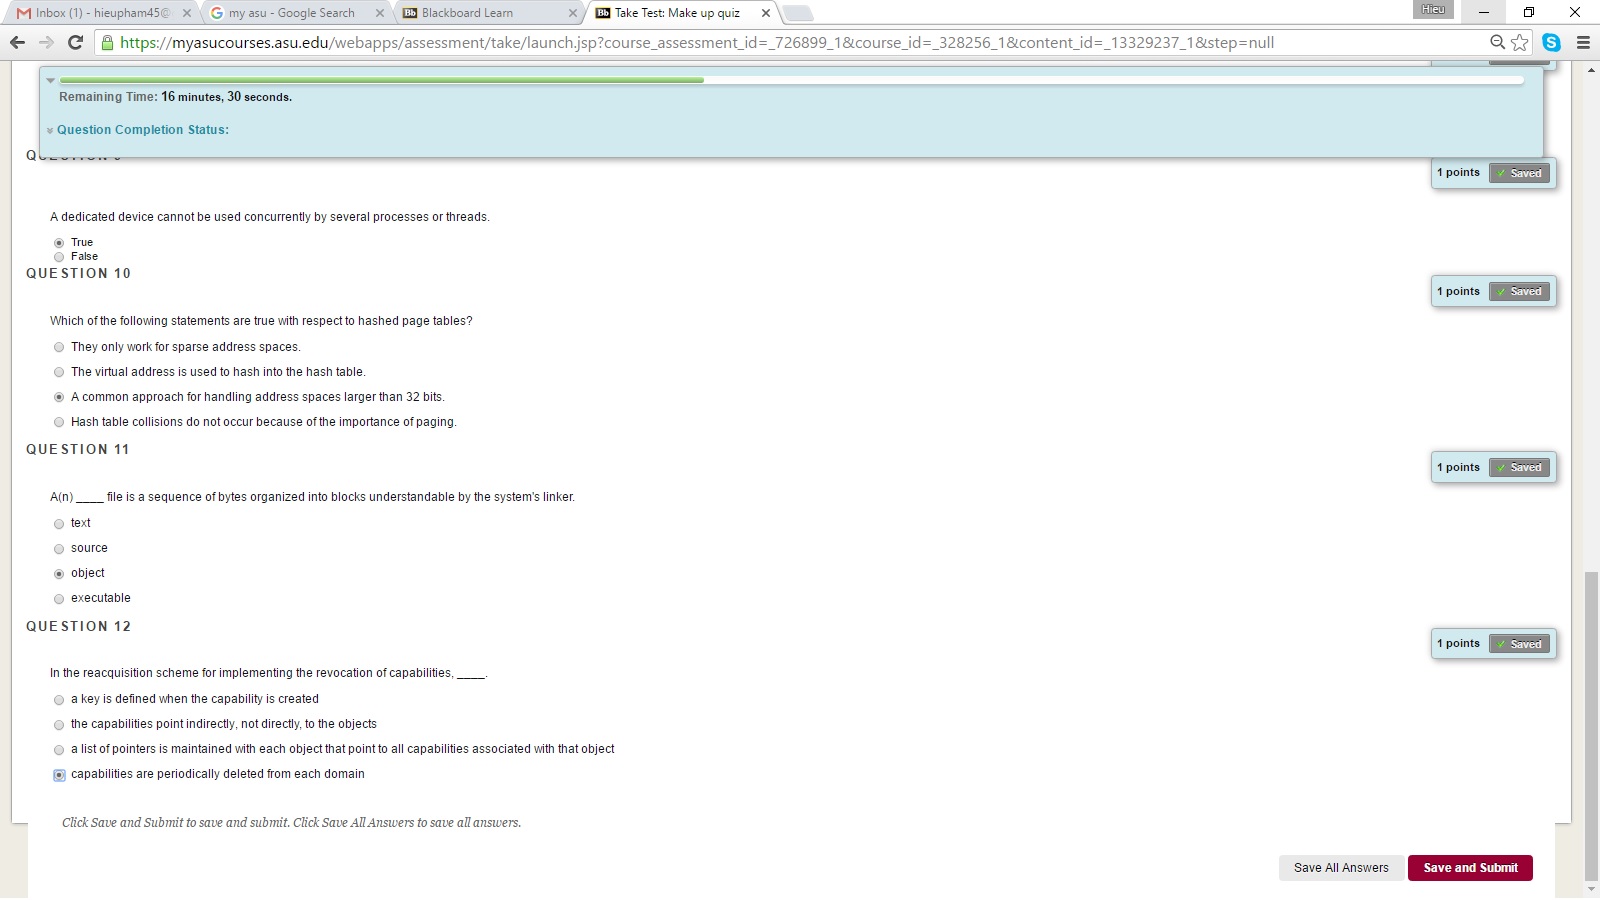 Inbox (1) - hieupham45@
my asu - Google Search
Blackboard Learn
Take Test: Make up quiz
Hieu
https://myasucourses.asu.edu/webapps/assessment/take/launch.jsp?course_assessment_id=_726899_1&course_id=_328256_1&content_id=_13329237_1&step=null
Remaining Time: 16 minutes, 30 seconds.
Question Completion Status:
1 points Saved
A dedicated device cannot be used concurrently by several processes or threads.
True
False
QUESTION 10
1 points Saved
Which of the following statements are true with respect to hashed page tables?
They only work for sparse address spaces.
The virtual address is used to hash into the hash table.
A common approach for handling address spaces larger than 32 bits.
Hash table collisions do not occur because of the importance of paging.
QUESTION 11
1 points Saved
A(n) ____ file is a sequence of bytes organized into blocks understandable by the system's linker.
text
source
object
executable
QUESTION 12
1 points Saved
In the reacquisition scheme for implementing the revocation of capabilities, ____.
a key is defined when the capability is created
the capabilities point indirectly, not directly, to the objects
a list of pointers is maintained with each object that point to all capabilities associated with that object
capabilities are periodically deleted from each domain
Click Save and Submit to save and submit. Click Save All Answers to save all answers.
Save All Answers
Save and Submit